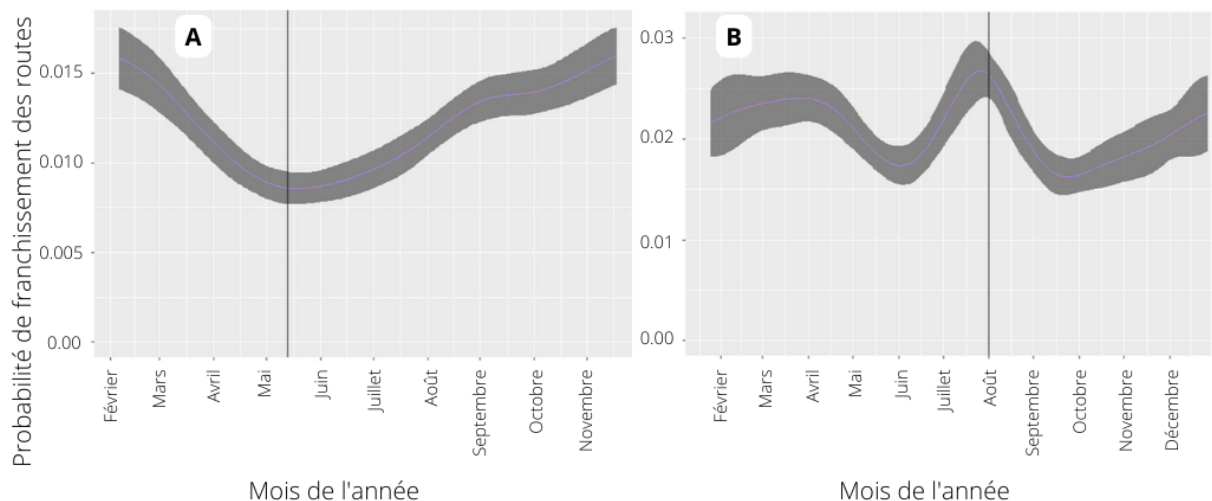 Probabilité de franchissement des routes
A
0.015
0.010
0.005
0.00
Février
Mars
Avril
Mai
Juin
Juillet
Août
Septembre
Octobre
Novembre
Mois de l'année
B
0.03
0.02
0.01
0.00
Février
Mars
Avril
Mai
Juin
Juillet
Août
Septembre
Octobre
Novembre
Décembre
Mois de l'année